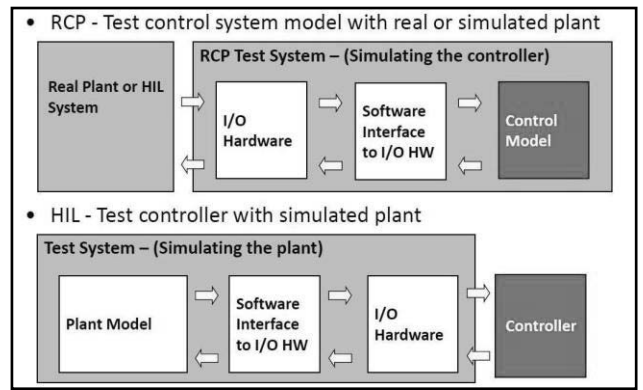 • RCP - Test control system model with real or simulated plant
RCP Test System – (Simulating the controller)
Real Plant or HIL
System
I/O
Hardware
Software
Interface
to I/O HW
Control
Model
• HIL - Test controller with simulated plant
Test System – (Simulating the plant)
Plant Model
Software
Interface
to I/O HW
I/O
Hardware
Controller